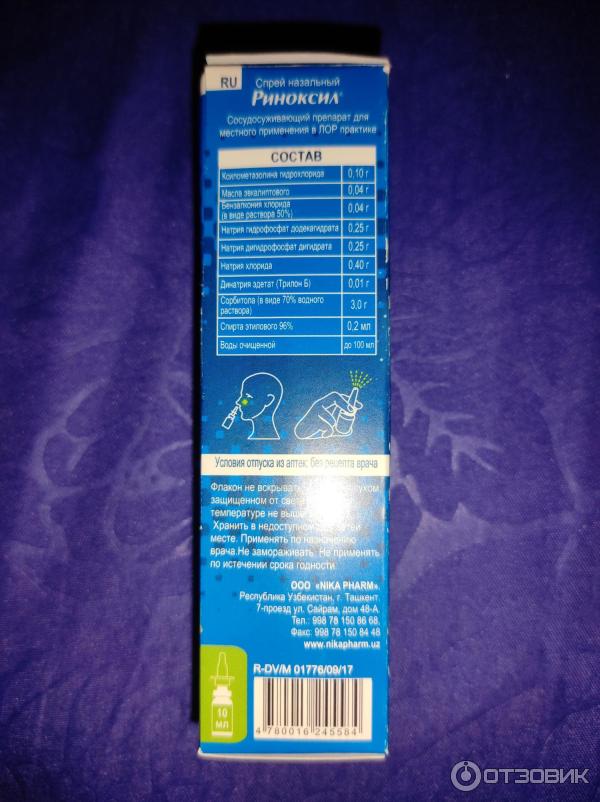 RU
Спрей назальный
Риноксил®
Сосудосуживающий препарат для
местного применения в ЛОР практике
СОСТАВ
Ксилометазолина гидрохлорида 0,10 г
Масла эвкалиптового 0,04 г
Бензалкония хлорида
(в виде раствора 50%) 0,04 г
Натрия гидрофосфат додекагидрата 0,25 г
Натрия дигидрофосфат дигидрата 0,25 г
Натрия хлорида 0,40 г
Динатрия эдетат (Трилон Б) 0,01 г
Сорбитола (в виде 70% водного
раствора) 3,0 г
Спирта этилового 96% 0,2 мл
Воды очищенной до 100 мл
Условия отпуска из аптек: без рецепта врача
Флакон не вскрывать
защищенном от
температуре не
Хранить в недоступном для детей
месте. Применять по назначению
врача.Не замораживать. Не применять
по истечении срока годности.
ООО «NIKA PHARM».
Республика Узбекистан, г. Ташкент.
7-проезд ул. Сайрам, дом 48-А.
Тел.: 998 78 150 86 68.
Факс: 998 78 150 84 48
www.nikapharm.uz
R-DV/M 01776/09/17
10
МЛ
4 780016 245584
ОТЗОВИК